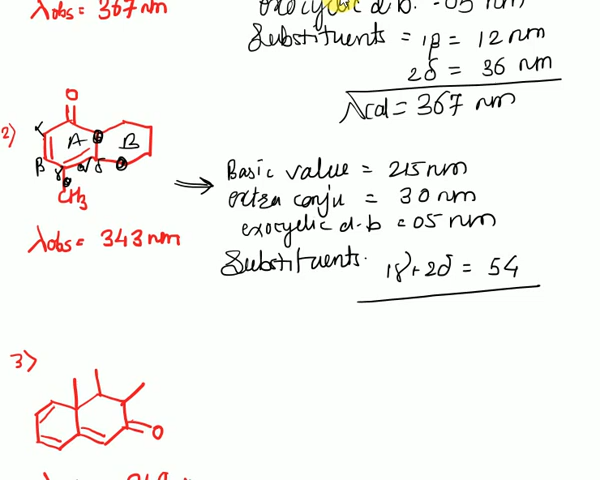 λobs = 367 nm
exocyclic d.b. = 05 nm
Substituents = 1β = 12 nm
2δ = 36 nm
λcal = 367 nm
2)
O
α
A B
β γ α/δ
CH3
Basic value = 215 nm
extra conju = 30 nm
exocyclic d.b = 05 nm
λobs = 343 nm
Substituents. 1γ + 2δ = 54
3)
O